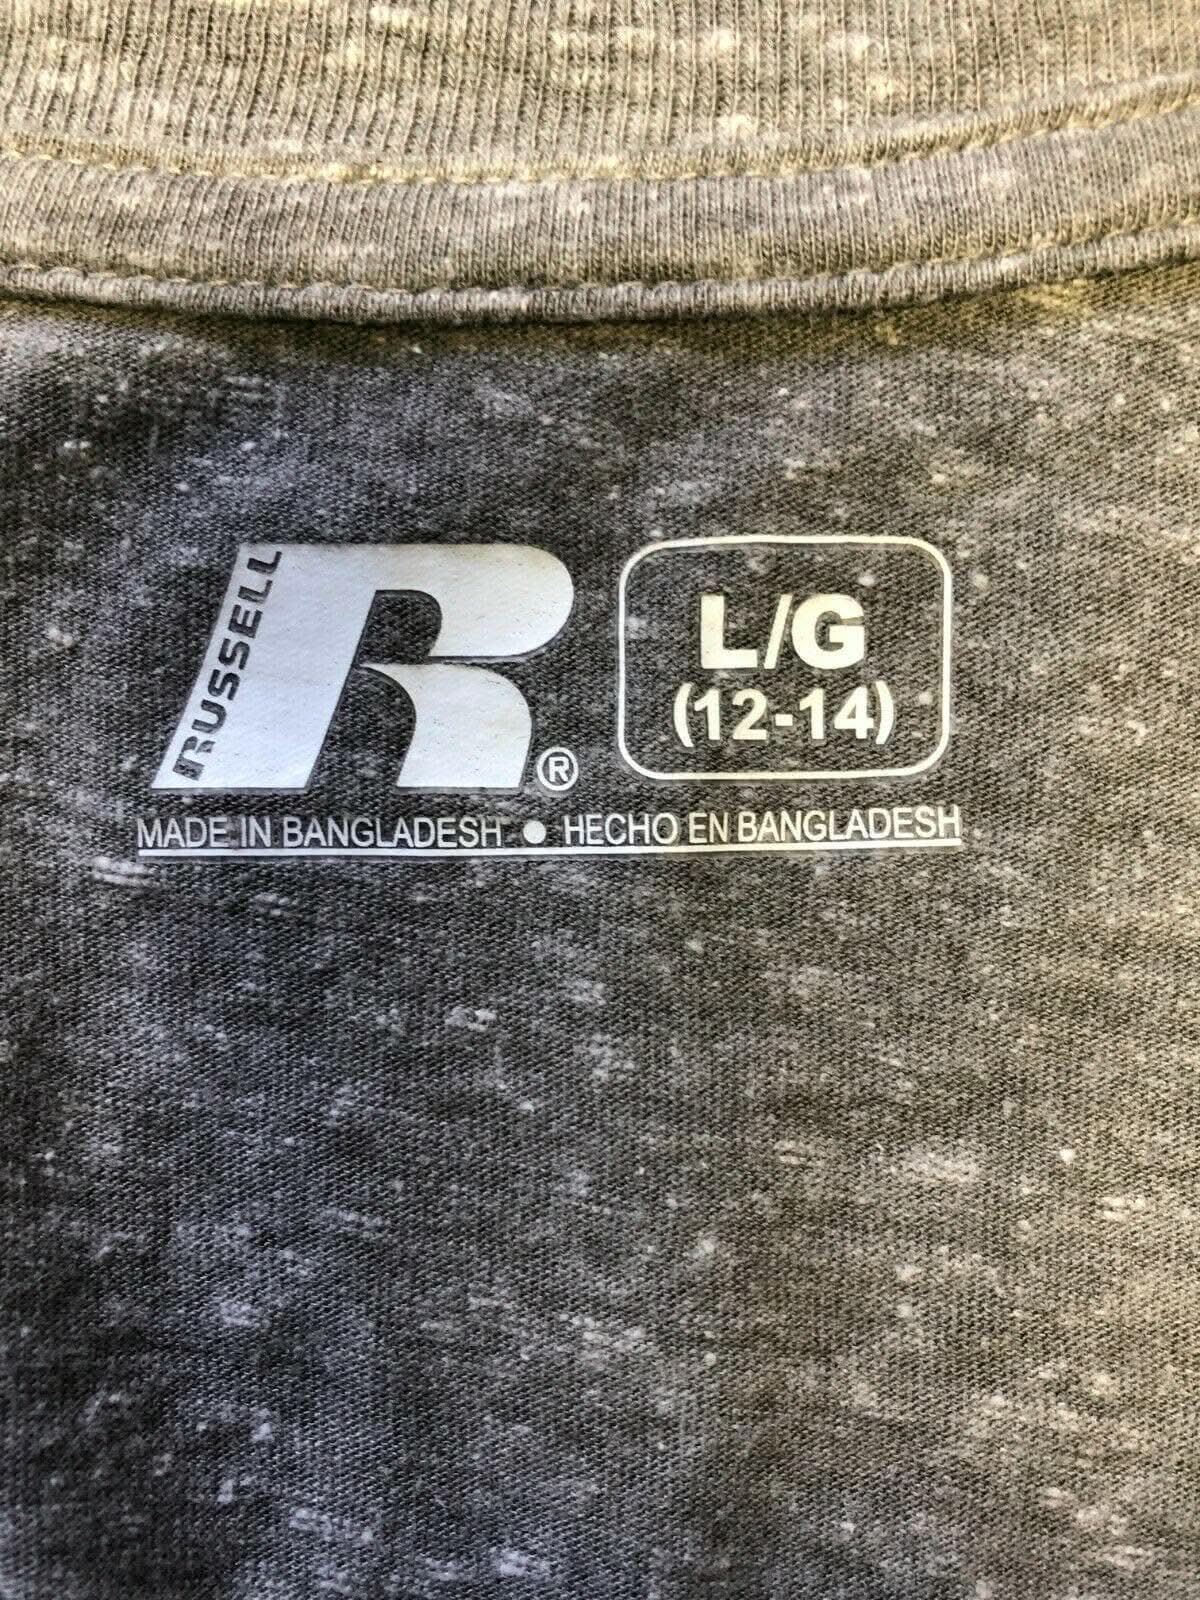 RUSSELL
R®
L/G
(12-14)
MADE IN BANGLADESH • HECHO EN BANGLADESH